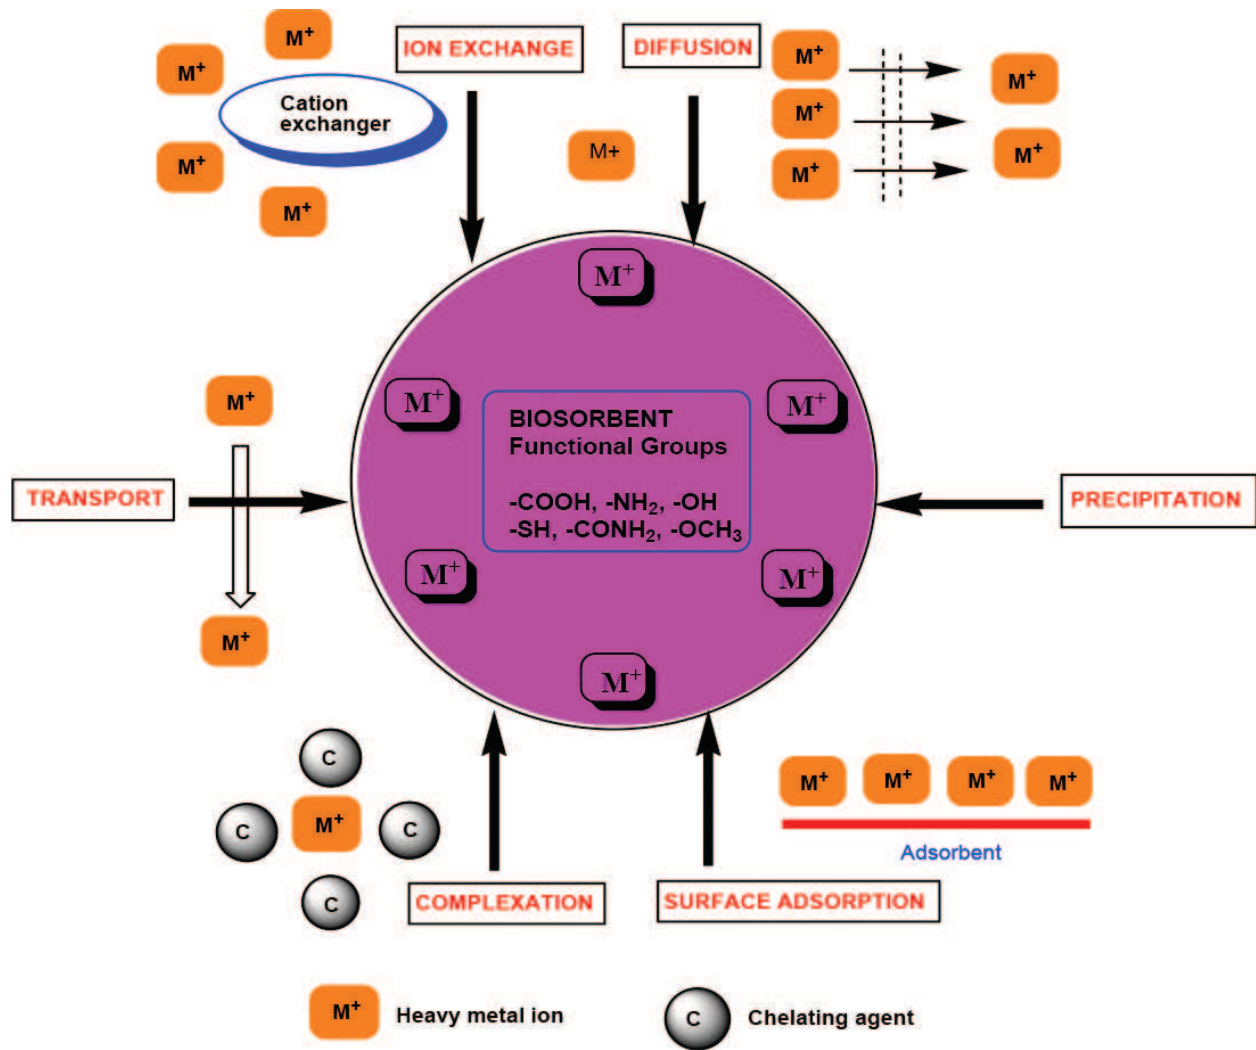 ION EXCHANGE
DIFFUSION
M⁺
M⁺
Cation
exchanger
M⁺
M⁺
M+
M⁺
M⁺
M⁺
M⁺
M⁺
M⁺
M⁺
M⁺
M⁺
M⁺
BIOSORBENT
Functional Groups
-COOH, -NH₂, -OH
-SH, -CONH₂, -OCH₃
M⁺
M⁺
M⁺
TRANSPORT
M⁺
M⁺
PRECIPITATION
C
C
M⁺
C
C
COMPLEXATION
M⁺
M⁺
M⁺
M⁺
Adsorbent
SURFACE ADSORPTION
M⁺
Heavy metal ion
C
Chelating agent